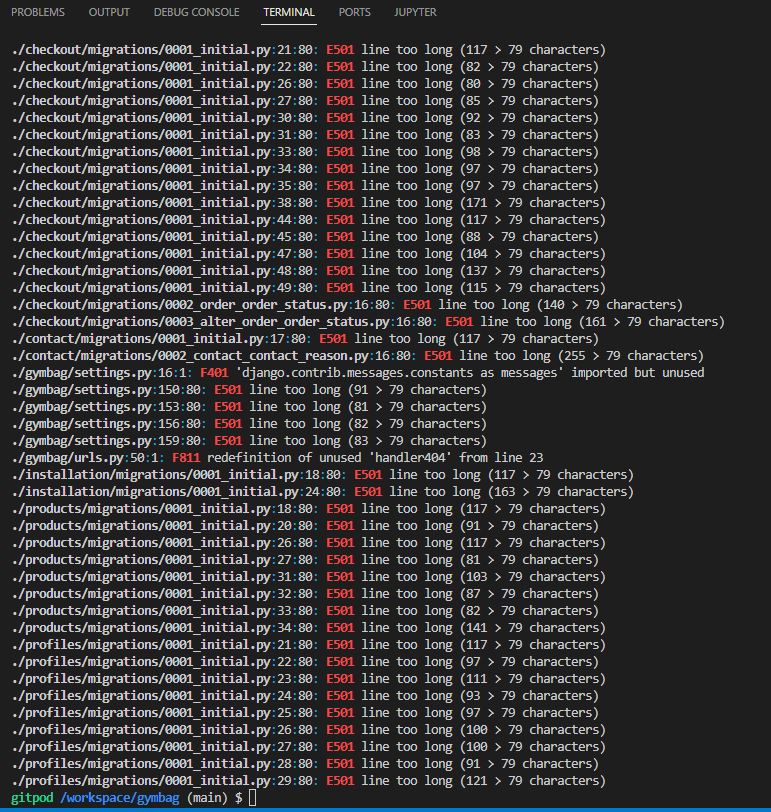 PROBLEMS OUTPUT DEBUG CONSOLE TERMINAL PORTS JUPYTER
./checkout/migrations/0001_initial.py:21:80: E501 line too long (117 > 79 characters)
./checkout/migrations/0001_initial.py:22:80: E501 line too long (82 > 79 characters)
./checkout/migrations/0001_initial.py:26:80: E501 line too long (80 > 79 characters)
./checkout/migrations/0001_initial.py:27:80: E501 line too long (85 > 79 characters)
./checkout/migrations/0001_initial.py:30:80: E501 line too long (92 > 79 characters)
./checkout/migrations/0001_initial.py:31:80: E501 line too long (83 > 79 characters)
./checkout/migrations/0001_initial.py:33:80: E501 line too long (98 > 79 characters)
./checkout/migrations/0001_initial.py:34:80: E501 line too long (97 > 79 characters)
./checkout/migrations/0001_initial.py:35:80: E501 line too long (97 > 79 characters)
./checkout/migrations/0001_initial.py:38:80: E501 line too long (171 > 79 characters)
./checkout/migrations/0001_initial.py:44:80: E501 line too long (117 > 79 characters)
./checkout/migrations/0001_initial.py:45:80: E501 line too long (88 > 79 characters)
./checkout/migrations/0001_initial.py:47:80: E501 line too long (104 > 79 characters)
./checkout/migrations/0001_initial.py:48:80: E501 line too long (137 > 79 characters)
./checkout/migrations/0001_initial.py:49:80: E501 line too long (115 > 79 characters)
./checkout/migrations/0002_order_order_status.py:16:80: E501 line too long (140 > 79 characters)
./checkout/migrations/0003_alter_order_order_status.py:16:80: E501 line too long (161 > 79 characters)
./contact/migrations/0001_initial.py:17:80: E501 line too long (117 > 79 characters)
./contact/migrations/0002_contact_contact_reason.py:16:80: E501 line too long (255 > 79 characters)
./gymbag/settings.py:16:1: F401 'django.contrib.messages.constants as messages' imported but unused
./gymbag/settings.py:150:80: E501 line too long (91 > 79 characters)
./gymbag/settings.py:153:80: E501 line too long (81 > 79 characters)
./gymbag/settings.py:156:80: E501 line too long (82 > 79 characters)
./gymbag/settings.py:159:80: E501 line too long (83 > 79 characters)
./gymbag/urls.py:50:1: F811 redefinition of unused 'handler404' from line 23
./installation/migrations/0001_initial.py:18:80: E501 line too long (117 > 79 characters)
./installation/migrations/0001_initial.py:24:80: E501 line too long (163 > 79 characters)
./products/migrations/0001_initial.py:18:80: E501 line too long (117 > 79 characters)
./products/migrations/0001_initial.py:20:80: E501 line too long (91 > 79 characters)
./products/migrations/0001_initial.py:26:80: E501 line too long (117 > 79 characters)
./products/migrations/0001_initial.py:27:80: E501 line too long (81 > 79 characters)
./products/migrations/0001_initial.py:31:80: E501 line too long (103 > 79 characters)
./products/migrations/0001_initial.py:32:80: E501 line too long (87 > 79 characters)
./products/migrations/0001_initial.py:33:80: E501 line too long (82 > 79 characters)
./products/migrations/0001_initial.py:34:80: E501 line too long (141 > 79 characters)
./profiles/migrations/0001_initial.py:21:80: E501 line too long (117 > 79 characters)
./profiles/migrations/0001_initial.py:22:80: E501 line too long (97 > 79 characters)
./profiles/migrations/0001_initial.py:23:80: E501 line too long (111 > 79 characters)
./profiles/migrations/0001_initial.py:24:80: E501 line too long (93 > 79 characters)
./profiles/migrations/0001_initial.py:25:80: E501 line too long (97 > 79 characters)
./profiles/migrations/0001_initial.py:26:80: E501 line too long (100 > 79 characters)
./profiles/migrations/0001_initial.py:27:80: E501 line too long (100 > 79 characters)
./profiles/migrations/0001_initial.py:28:80: E501 line too long (91 > 79 characters)
./profiles/migrations/0001_initial.py:29:80: E501 line too long (121 > 79 characters)
gitpod /workspace/gymbag (main) $